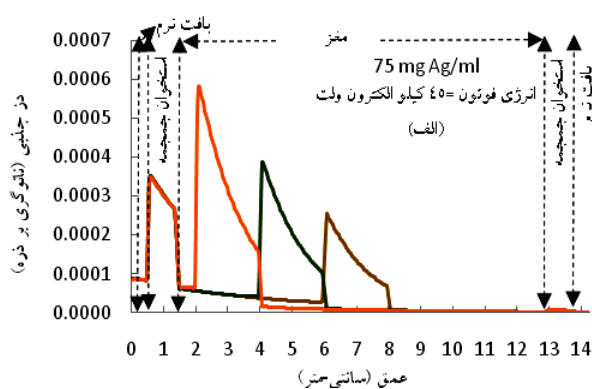 بافت نرم
مغز
استخوان جمجمه
استخوان جمجمه
بافت نرم
75 mg Ag/ml
انرژی فوتون =٤٥ کیلو الکترون ولت
(الف)
دز جذبی (نانوگری بر ذره)
0.0007
0.0006
0.0005
0.0004
0.0003
0.0002
0.0001
0.0000
0 1 2 3 4 5 6 7 8 9 10 11 12 13 14
عمق (سانتی‌متر)